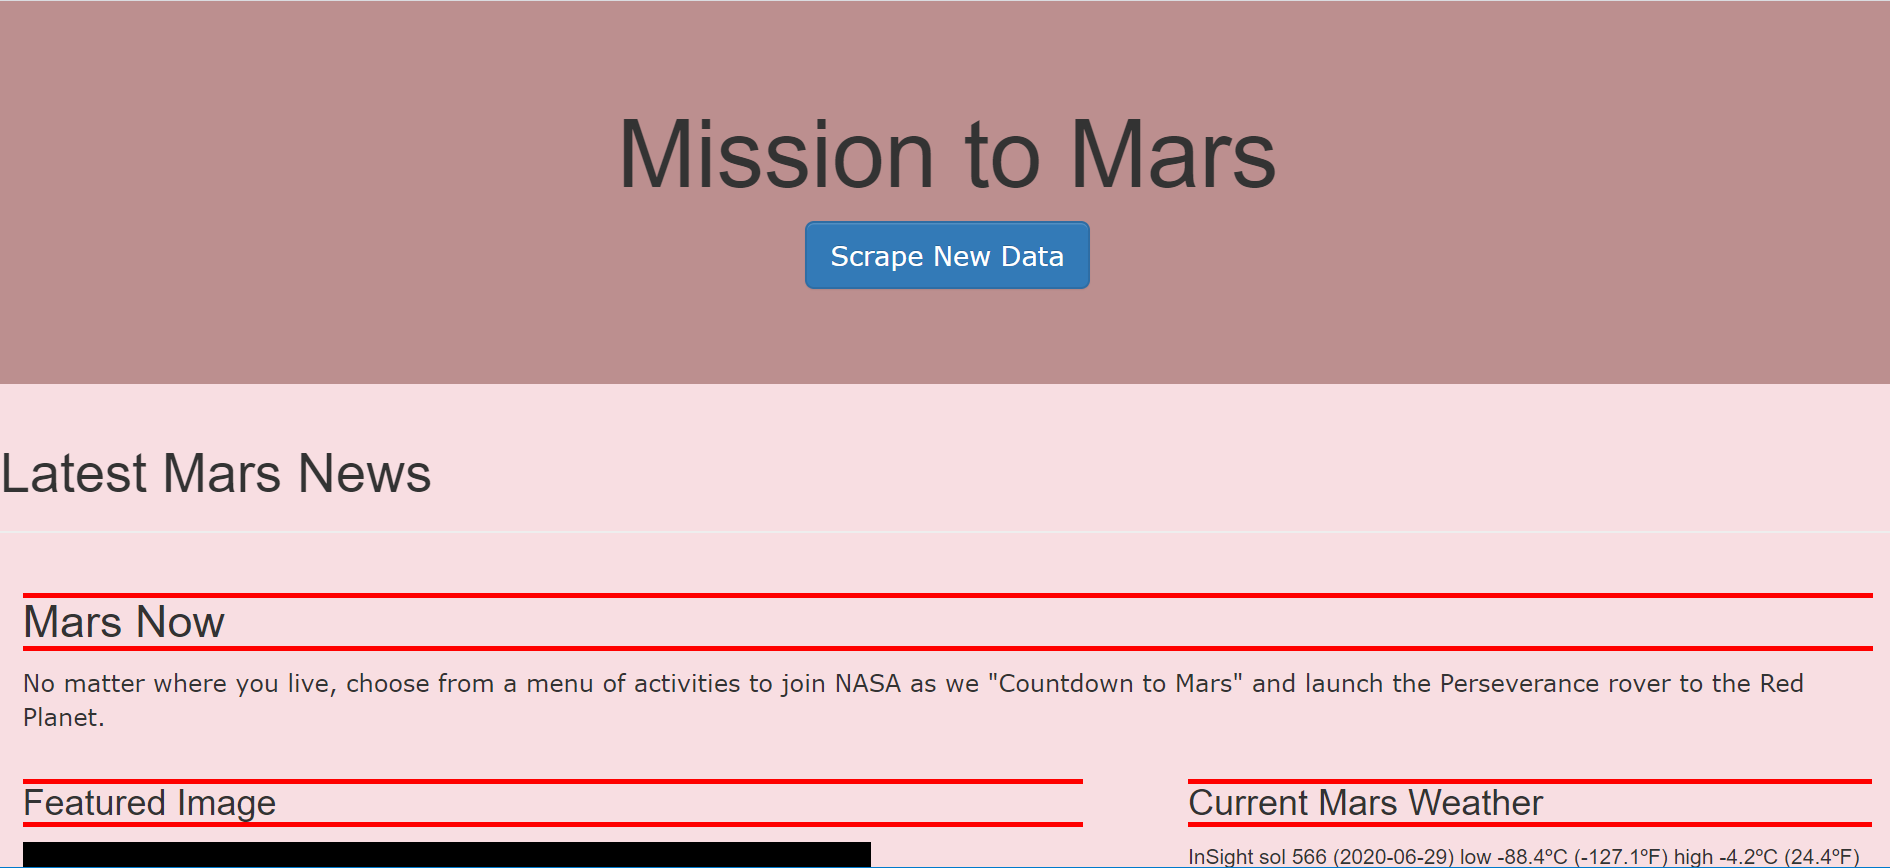 Mission to Mars
Scrape New Data
Latest Mars News
Mars Now
No matter where you live, choose from a menu of activities to join NASA as we "Countdown to Mars" and launch the Perseverance rover to the Red
Planet.
Featured Image
Current Mars Weather
InSight sol 566 (2020-06-29) low -88.4ºC (-127.1ºF) high -4.2ºC (24.4ºF)